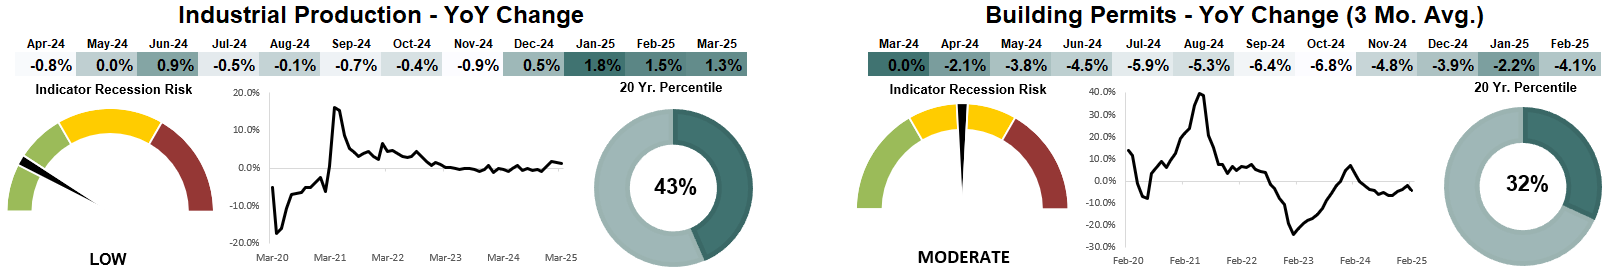 Industrial Production - YoY Change
Apr-24 May-24 Jun-24 Jul-24 Aug-24 Sep-24 Oct-24 Nov-24 Dec-24 Jan-25 Feb-25 Mar-25
-0.8% 0.0% 0.9% -0.5% -0.1% -0.7% -0.4% -0.9% 0.5% 1.8% 1.5% 1.3%
Indicator Recession Risk
LOW
20.0%
10.0%
0.0%
-10.0%
-20.0%
Mar-20 Mar-21 Mar-22 Mar-23 Mar-24 Mar-25
20 Yr. Percentile
43%
Building Permits - YoY Change (3 Mo. Avg.)
Mar-24 Apr-24 May-24 Jun-24 Jul-24 Aug-24 Sep-24 Oct-24 Nov-24 Dec-24 Jan-25 Feb-25
0.0% -2.1% -3.8% -4.5% -5.9% -5.3% -6.4% -6.8% -4.8% -3.9% -2.2% -4.1%
Indicator Recession Risk
MODERATE
40.0%
30.0%
20.0%
10.0%
0.0%
-10.0%
-20.0%
-30.0%
Feb-20 Feb-21 Feb-22 Feb-23 Feb-24 Feb-25
20 Yr. Percentile
32%